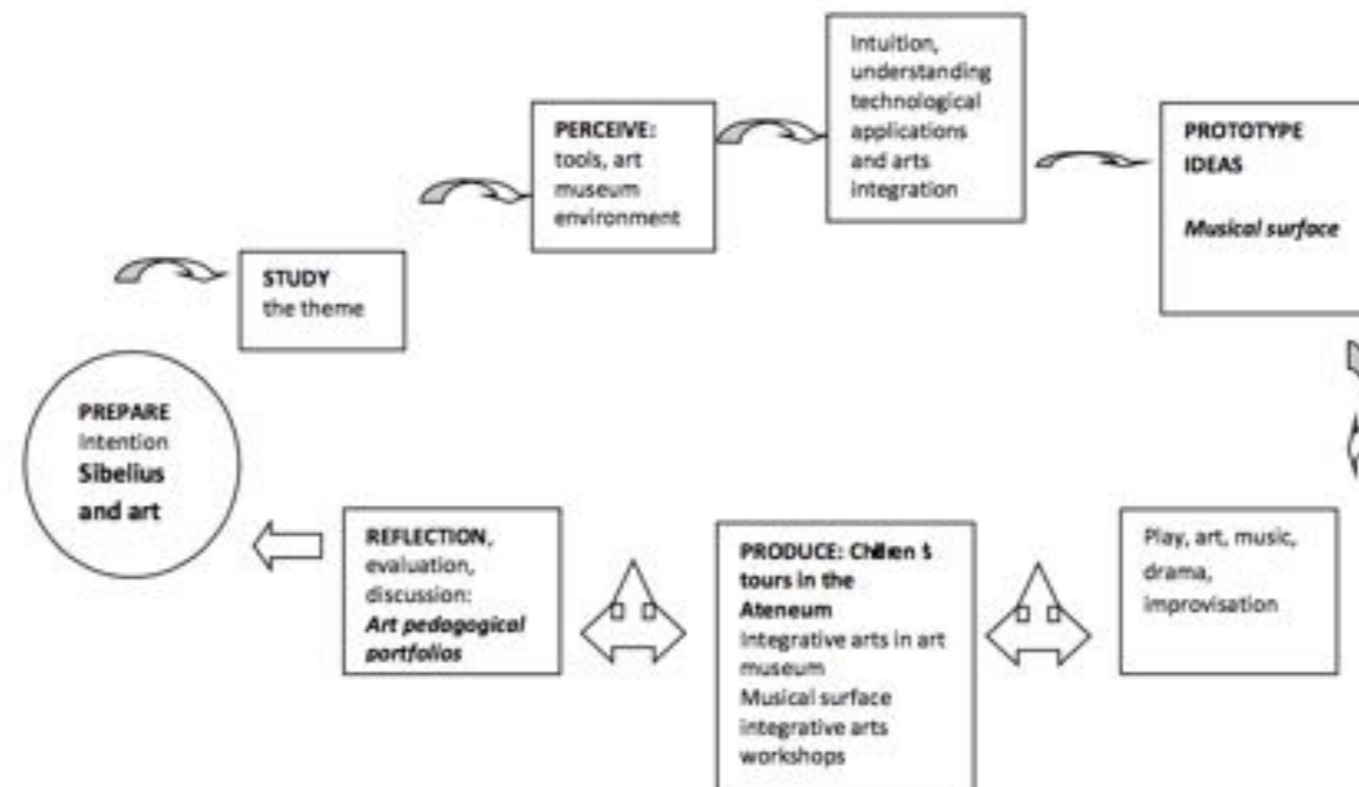 PREPARE
Intention
Sibelius
and art
STUDY
the theme
PERCEIVE:
tools, art
museum
environment
Intuition,
understanding
technological
applications
and arts
integration
PROTOTYPE
IDEAS
Musical surface
Play, art, music,
drama,
improvisation
PRODUCE:
tours in the
Ateneum
Integrative arts in art
museum
Musical surface
integrative arts
workshops
REFLECTION,
evaluation,
discussion:
Art pedagogical
portfolios